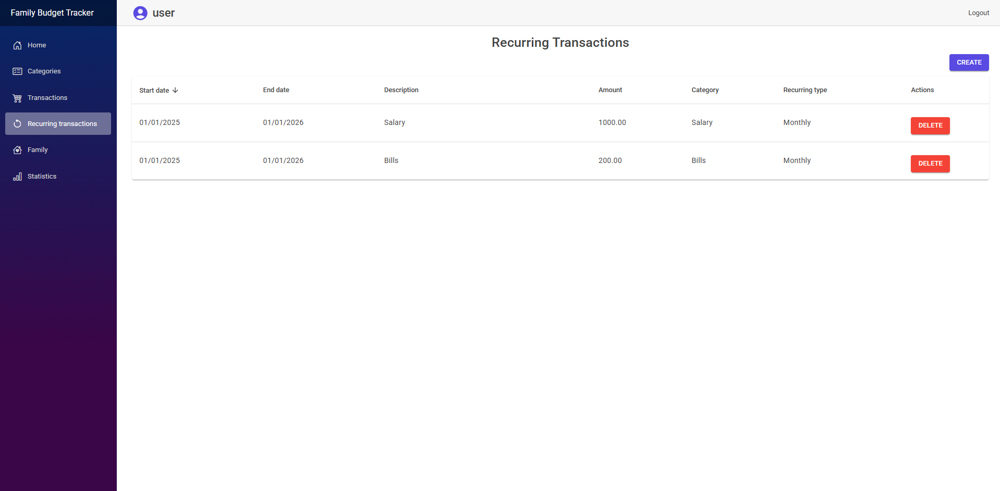 Family Budget Tracker
user
Logout
Home
Categories
Transactions
Recurring transactions
Family
Statistics
Recurring Transactions
CREATE
Start date End date Description Amount Category Recurring type Actions
01/01/2025 01/01/2026 Salary 1000.00 Salary Monthly DELETE
01/01/2025 01/01/2026 Bills 200.00 Bills Monthly DELETE